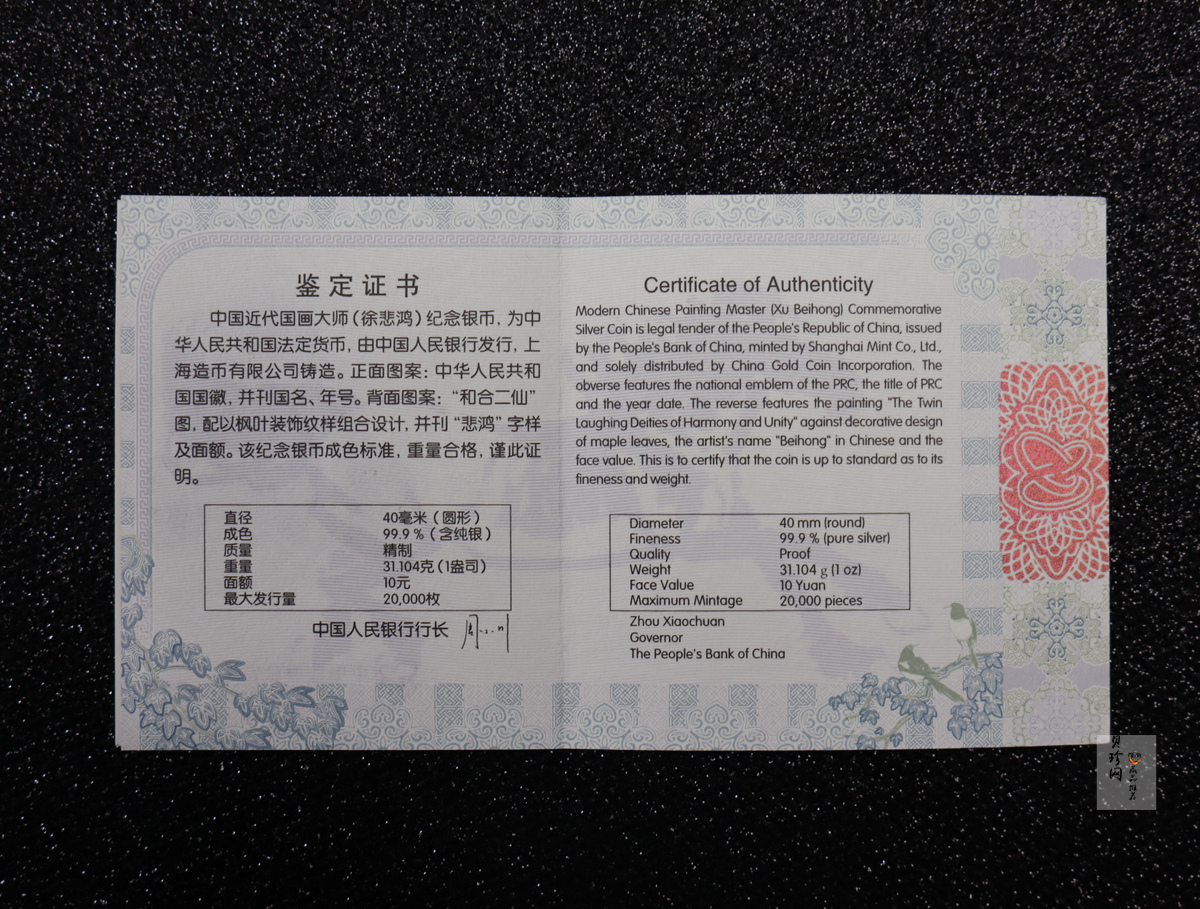 鉴定证书
中国近代国画大师（徐悲鸿）纪念银币，为中
华人民共和国法定货币，由中国人民银行发行，上
海造币有限公司铸造。正面图案：中华人民共和
国国徽，并刊国名、年号。背面图案：“和合二仙”
图，配以枫叶装饰纹样组合设计，并刊“悲鸿”字样
及面额。该纪念银币成色标准，重量合格，谨此证
明。
直径 40毫米（圆形）
成色 99.9％（含纯银）
质量 精制
重量 31.104克（1盎司）
面额 10元
最大发行量 20,000枚
中国人民银行行长
Certificate of Authenticity
Modern Chinese Painting Master (Xu Beihong) Commemorative
Silver Coin is legal tender of the People's Republic of China, issued
by the People's Bank of China, minted by Shanghai Mint Co., Ltd.,
and solely distributed by China Gold Coin Incorporation. The
obverse features the national emblem of the PRC, the title of PRC
and the year date. The reverse features the painting "The Twin
Laughing Deities of Harmony and Unity" against decorative design
of maple leaves, the artist's name "Beihong" in Chinese and the
face value. This is to certify that the coin is up to standard as to its
fineness and weight.
Diameter 40 mm (round)
Fineness 99.9 % (pure silver)
Quality Proof
Weight 31.104 g (1 oz)
Face Value 10 Yuan
Maximum Mintage 20,000 pieces
Zhou Xiaochuan
Governor
The People's Bank of China